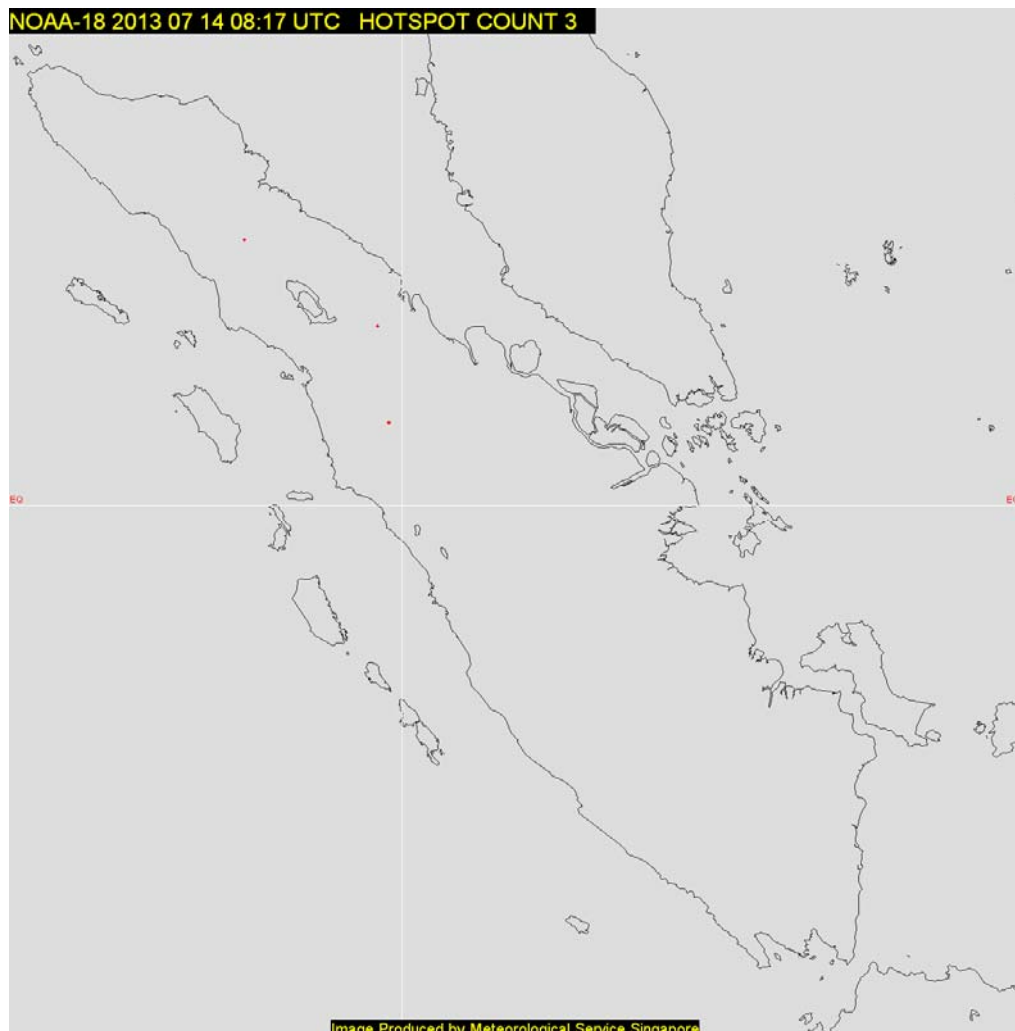 NOAA-18 2013 07 14 08:17 UTC HOTSPOT COUNT 3
EQ EQ
Image Produced by Meteorological Service Singapore